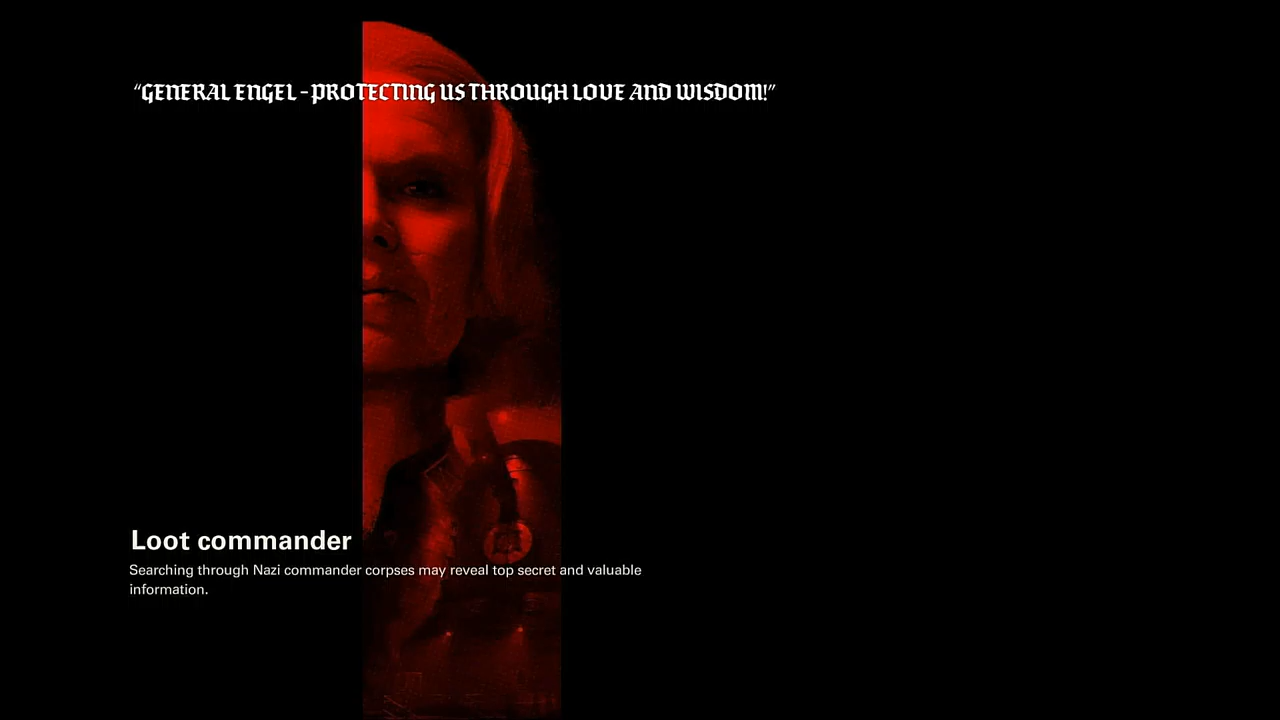 “GENERAL ENGEL – PROTECTING US THROUGH LOVE AND WISDOM!”
Loot commander
Searching through Nazi commander corpses may reveal top secret and valuable
information.